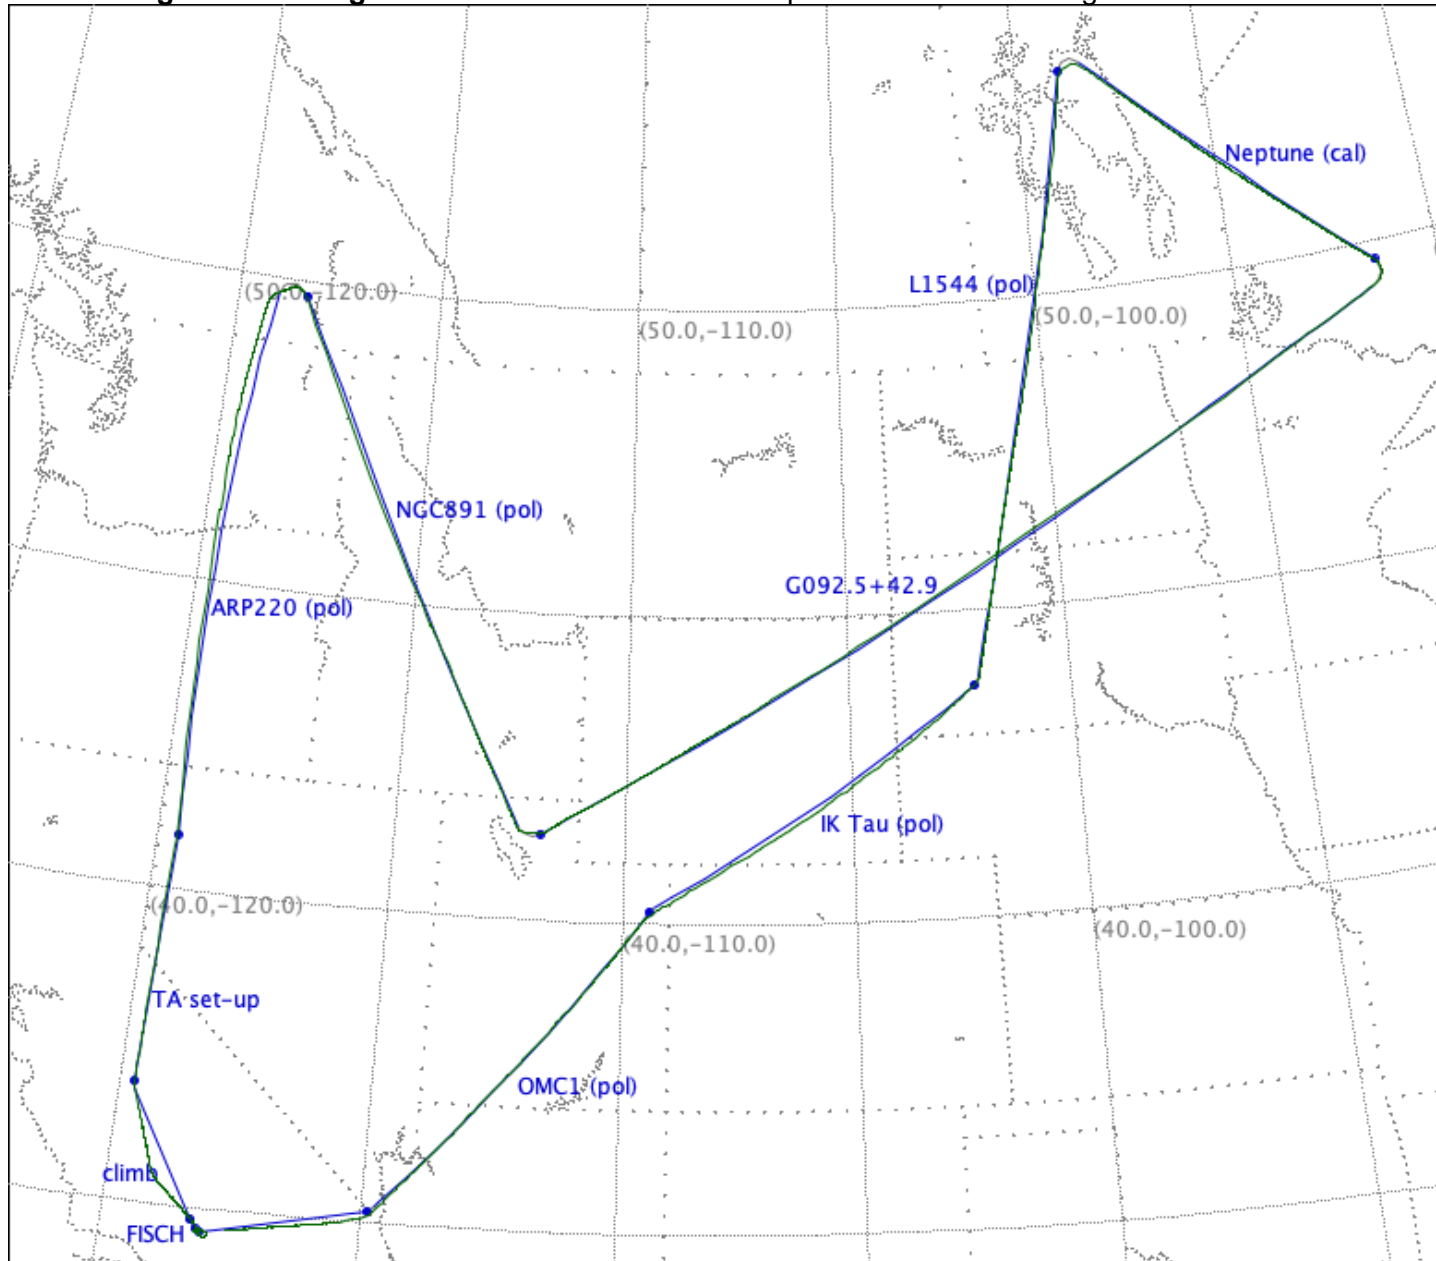 Neptune (cal)
L1544 (pol)
(50.0,-120.0)
(50.0,-110.0)
(50.0,-100.0)
NGC891 (pol)
G092.5+42.9
ARP220 (pol)
IK Tau (pol)
(40.0,-120.0)
(40.0,-110.0)
(40.0,-100.0)
TA set-up
OMC1 (pol)
climb
FISCH